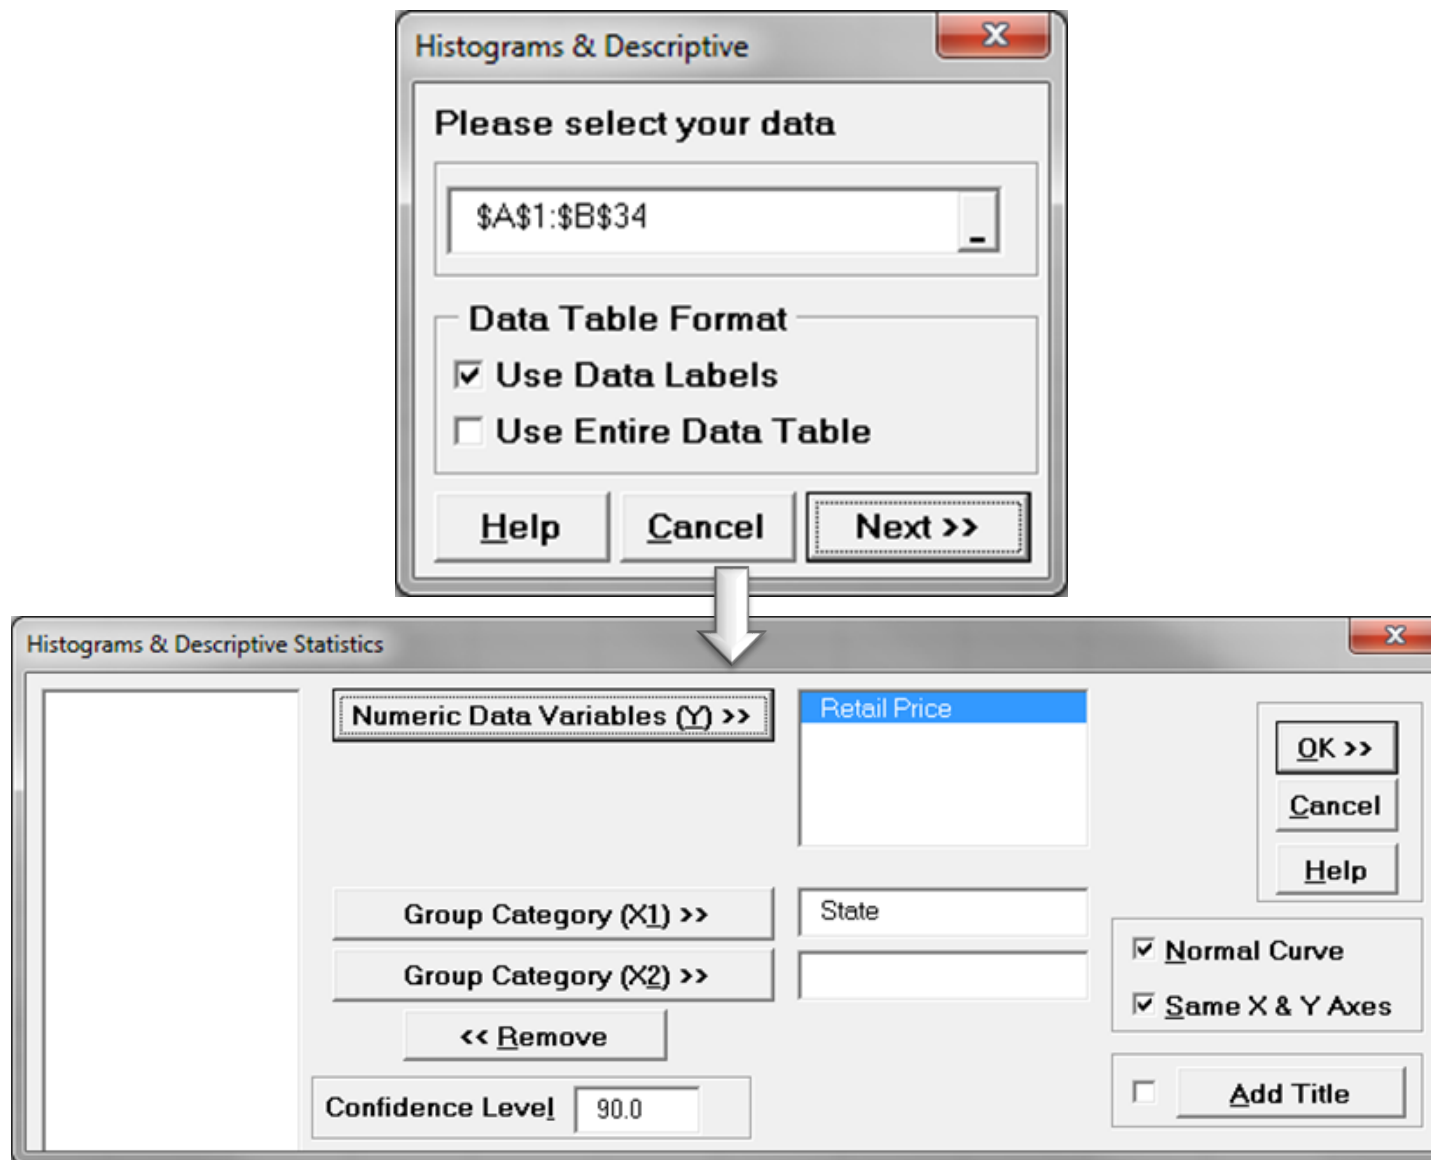 Histograms & Descriptive
Please select your data
$A$1:$B$34
Data Table Format
Use Data Labels
Use Entire Data Table
Help Cancel Next >>
Histograms & Descriptive Statistics
Numeric Data Variables (Y) >> Retail Price
OK >>
Cancel
Help
Group Category (X1) >> State
Group Category (X2) >>
Normal Curve
Same X & Y Axes
<< Remove
Confidence Level 90.0
Add Title